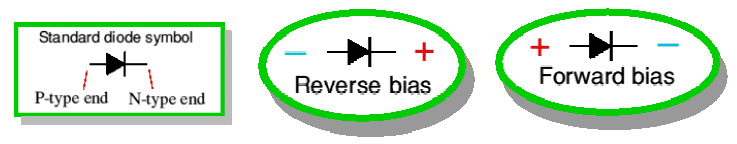 Standard diode symbol
P-type end N-type end
− +
Reverse bias
+ −
Forward bias